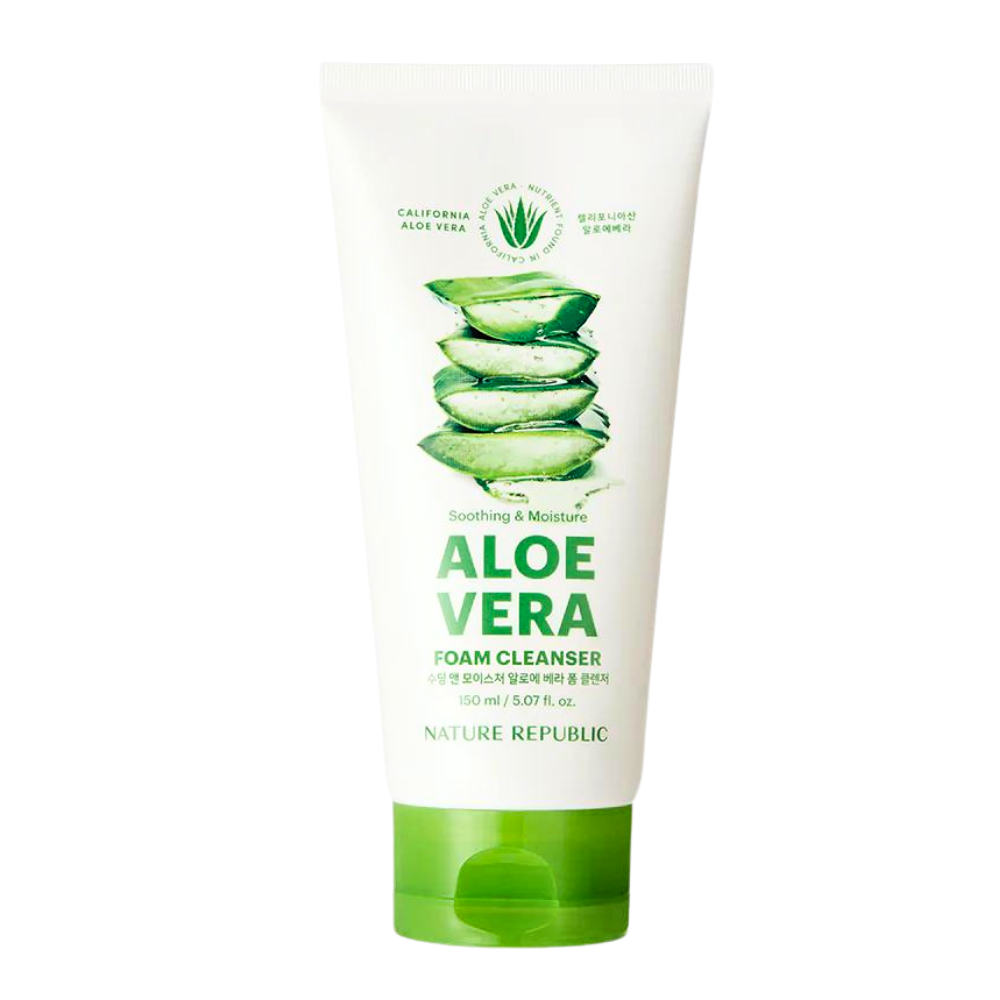 CALIFORNIA ALOE VERA · NUTRIENT FOUND IN
CALIFORNIA
ALOE VERA
캘리포니아산
알로에베라
Soothing & Moisture
ALOE
VERA
FOAM CLEANSER
수딩 앤 모이스처 알로에 베라 폼 클렌저
150 ml / 5.07 fl. oz.
NATURE REPUBLIC